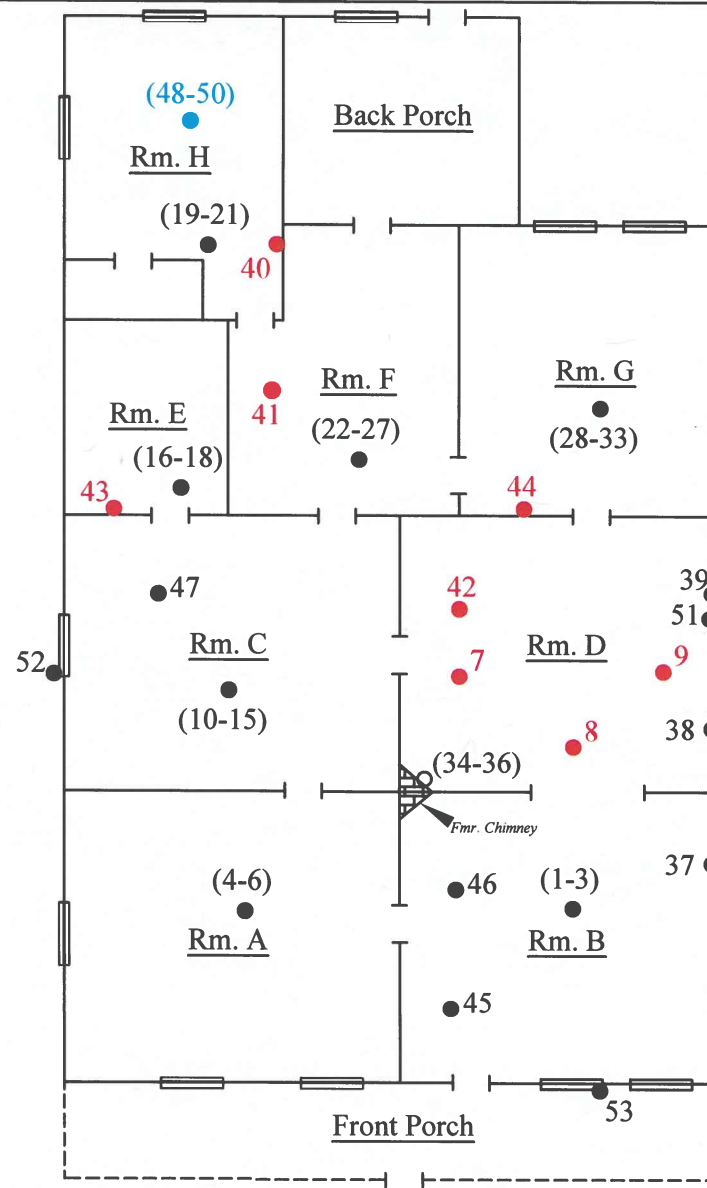 (48-50)
Back Porch
Rm. H
(19-21)
40
Rm. F
Rm. G
41
Rm. E
(22-27)
(28-33)
(16-18)
43
44
47
42
39
51
Rm. C
Rm. D
52
7
9
(10-15)
8
38
(34-36)
Fmr. Chimney
37
(4-6)
46
(1-3)
Rm. A
Rm. B
45
53
Front Porch